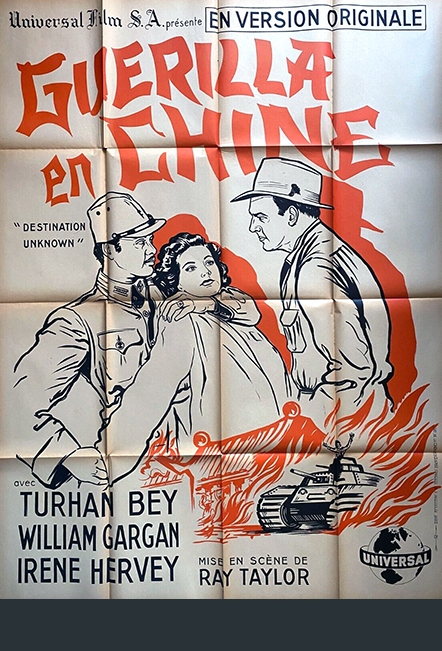 Universal Film S.A. présente
EN VERSION ORIGINALE
GUERILLA
en CHINE
"DESTINATION
UNKNOWN"
avec
TURHAN BEY
WILLIAM GARGAN
IRENE HERVEY
MISE EN SCÈNE DE
RAY TAYLOR
UNIVERSAL